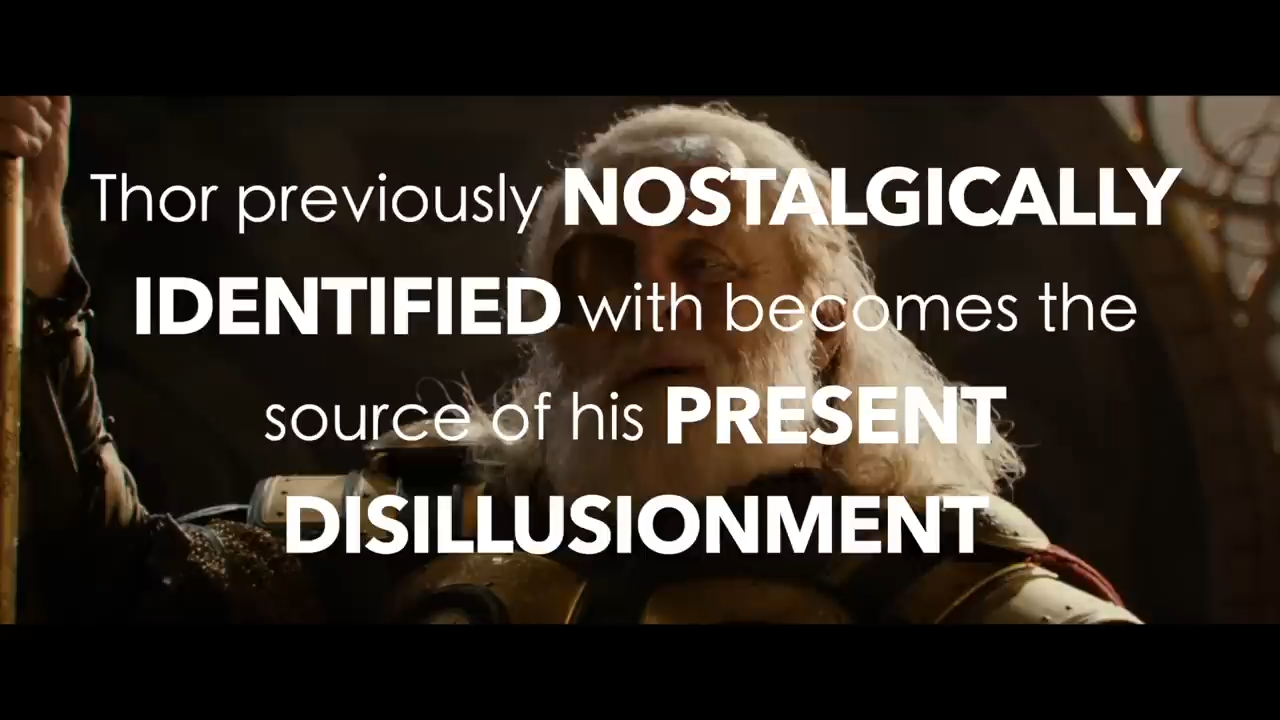 Thor previously NOSTALGICALLY
IDENTIFIED with becomes the
source of his PRESENT
DISILLUSIONMENT